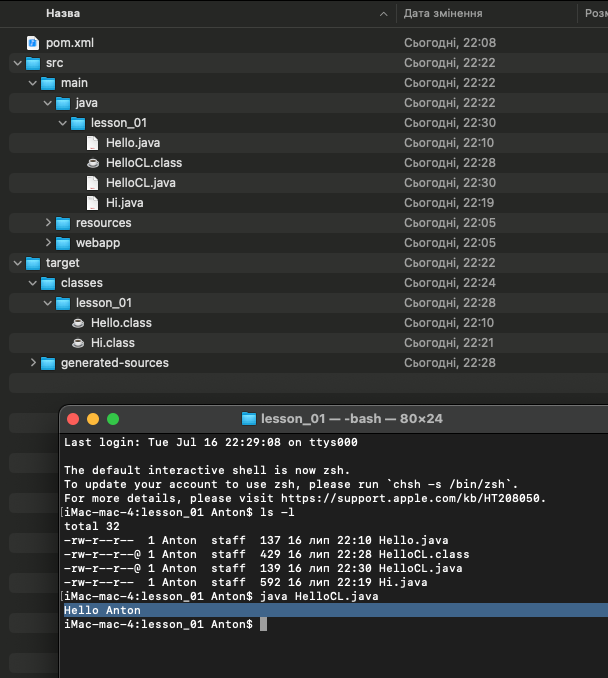 Назва Дата змінення Розм
pom.xml Сьогодні, 22:08
src Сьогодні, 22:22
main Сьогодні, 22:22
java Сьогодні, 22:22
lesson_01 Сьогодні, 22:30
Hello.java Сьогодні, 22:10
HelloCL.class Сьогодні, 22:28
HelloCL.java Сьогодні, 22:30
Hi.java Сьогодні, 22:19
resources Сьогодні, 22:05
webapp Сьогодні, 22:05
target Сьогодні, 22:22
classes Сьогодні, 22:24
lesson_01 Сьогодні, 22:28
Hello.class Сьогодні, 22:10
Hi.class Сьогодні, 22:21
generated-sources Сьогодні, 22:28
lesson_01 — -bash — 80×24
Last login: Tue Jul 16 22:29:08 on ttys000
The default interactive shell is now zsh.
To update your account to use zsh, please run `chsh -s /bin/zsh`.
For more details, please visit https://support.apple.com/kb/HT208050.
[iMac-mac-4:lesson_01 Anton$ ls -l
total 32
-rw-r--r--  1 Anton  staff  137 16 лип 22:10 Hello.java
-rw-r--r--@ 1 Anton  staff  429 16 лип 22:28 HelloCL.class
-rw-r--r--@ 1 Anton  staff  139 16 лип 22:30 HelloCL.java
-rw-r--r--  1 Anton  staff  592 16 лип 22:19 Hi.java
[iMac-mac-4:lesson_01 Anton$ java HelloCL.java
Hello Anton
iMac-mac-4:lesson_01 Anton$